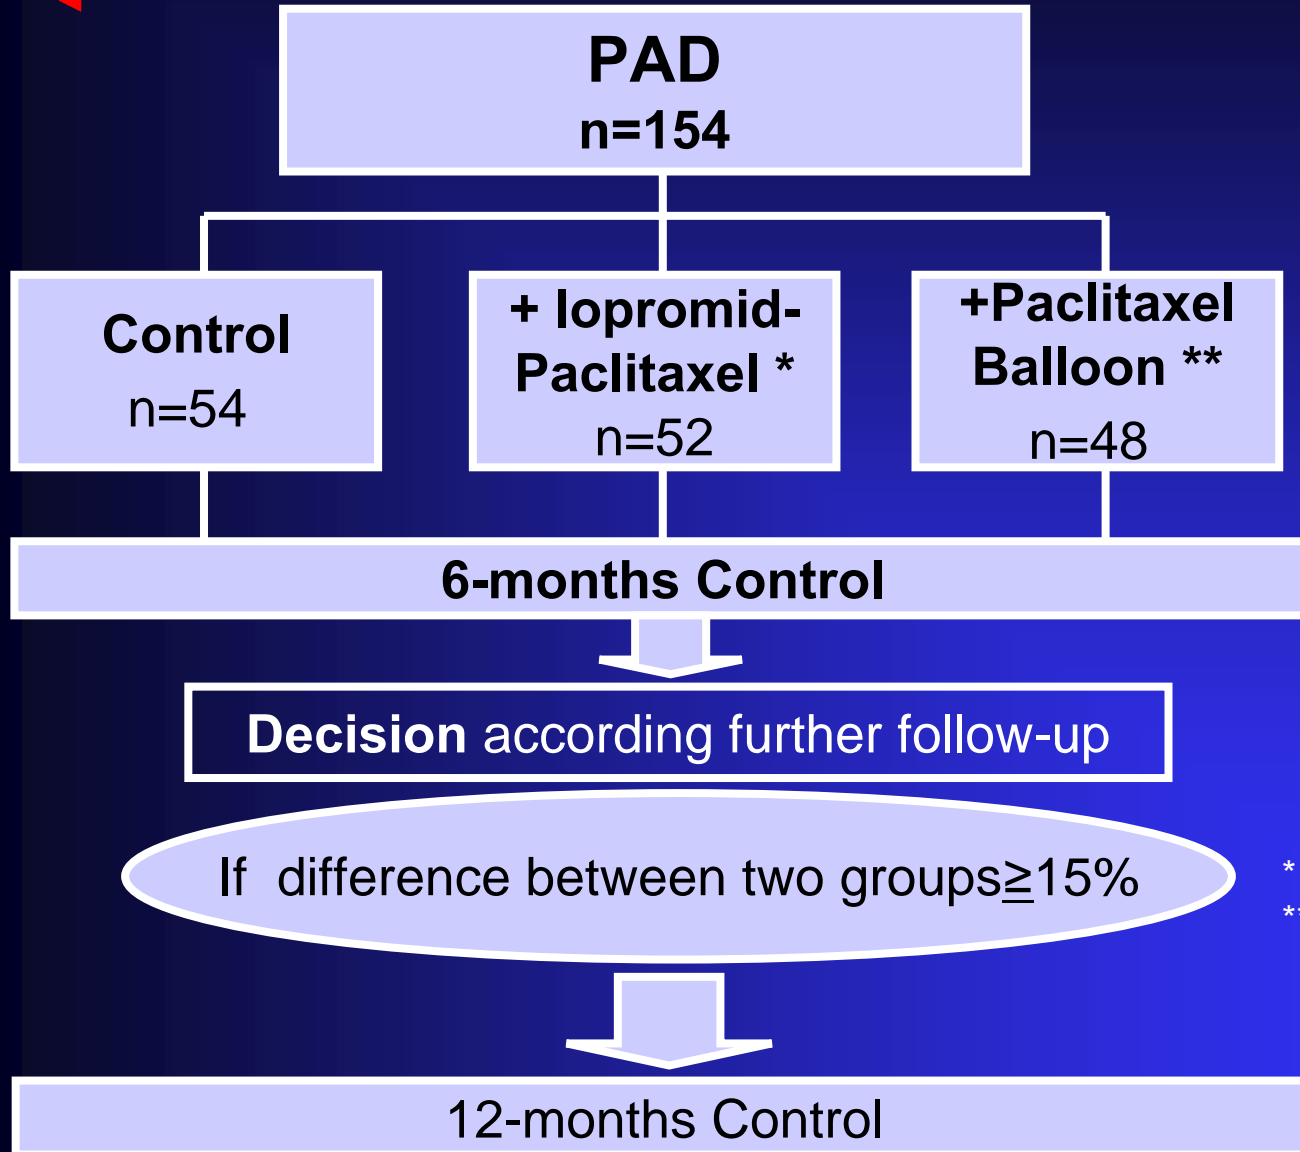 PAD
n=154
Control
n=54
+ Iopromid-
Paclitaxel *
n=52
+Paclitaxel
Balloon **
n=48
6-months Control
Decision according further follow-up
If difference between two groups≥15%
*
**
12-months Control